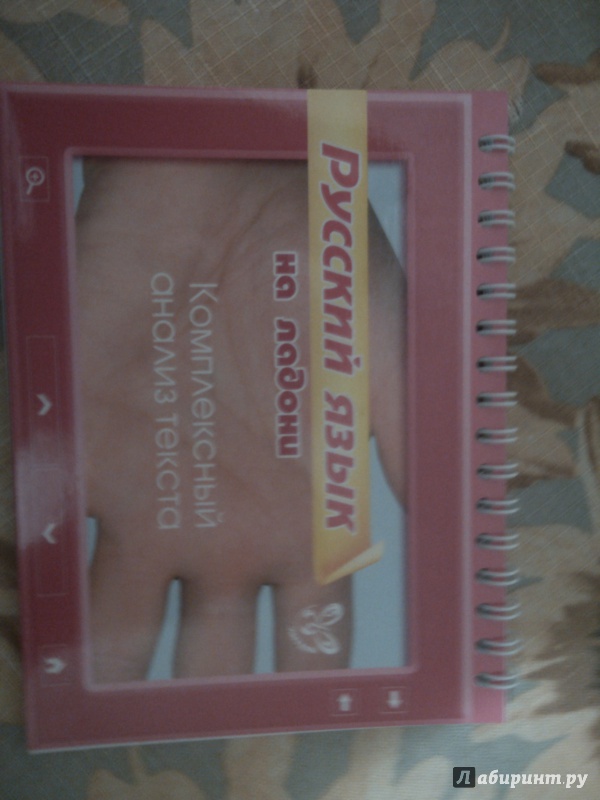 Русский язык
на ладони
Комплексный
анализ текста
Лабиринт.ру